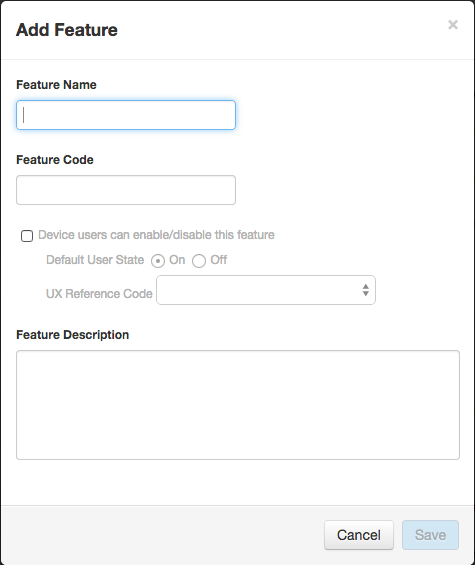 Add Feature ×
Feature Name
Feature Code
Device users can enable/disable this feature
Default User State On Off
UX Reference Code
Feature Description
Cancel Save